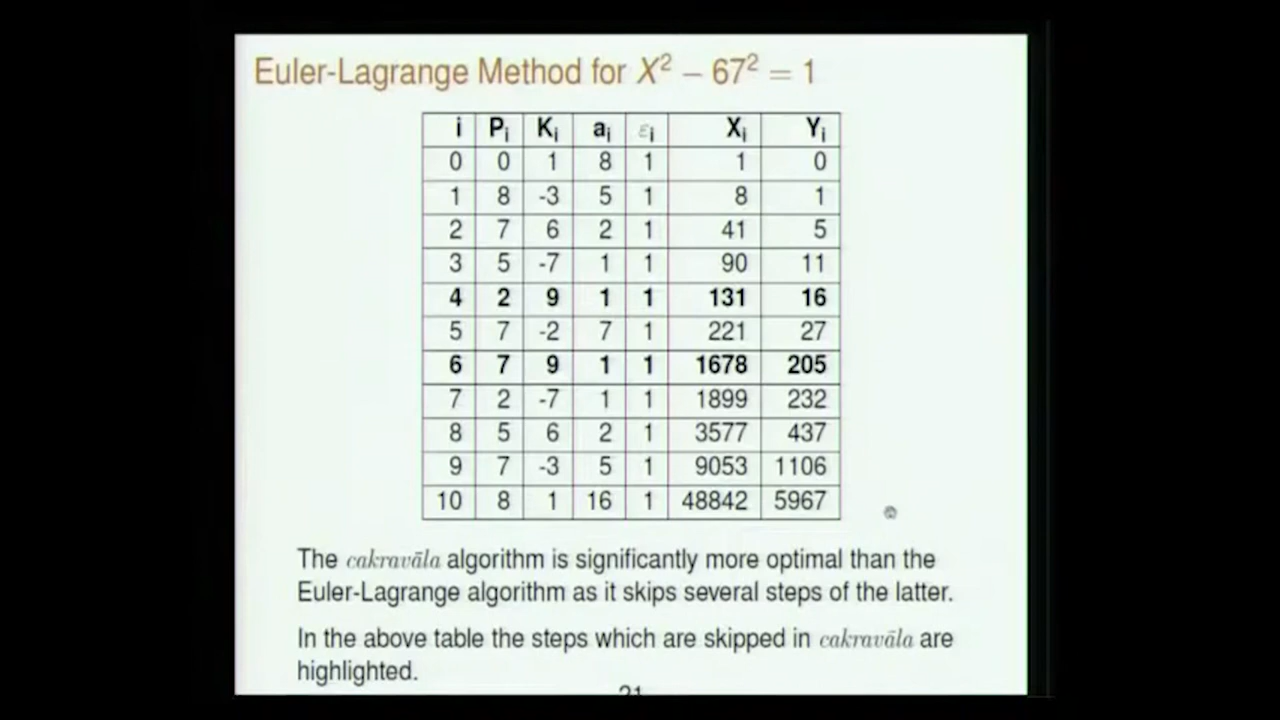 Euler-Lagrange Method for X² − 67² = 1
i Pᵢ Kᵢ aᵢ εᵢ Xᵢ Yᵢ
0 0 1 8 1 1 0
1 8 -3 5 1 8 1
2 7 6 2 1 41 5
3 5 -7 1 1 90 11
4 2 9 1 1 131 16
5 7 -2 7 1 221 27
6 7 9 1 1 1678 205
7 2 -7 1 1 1899 232
8 5 6 2 1 3577 437
9 7 -3 5 1 9053 1106
10 8 1 16 1 48842 5967
The cakravāla algorithm is significantly more optimal than the
Euler-Lagrange algorithm as it skips several steps of the latter.
In the above table the steps which are skipped in cakravāla are
highlighted.
21